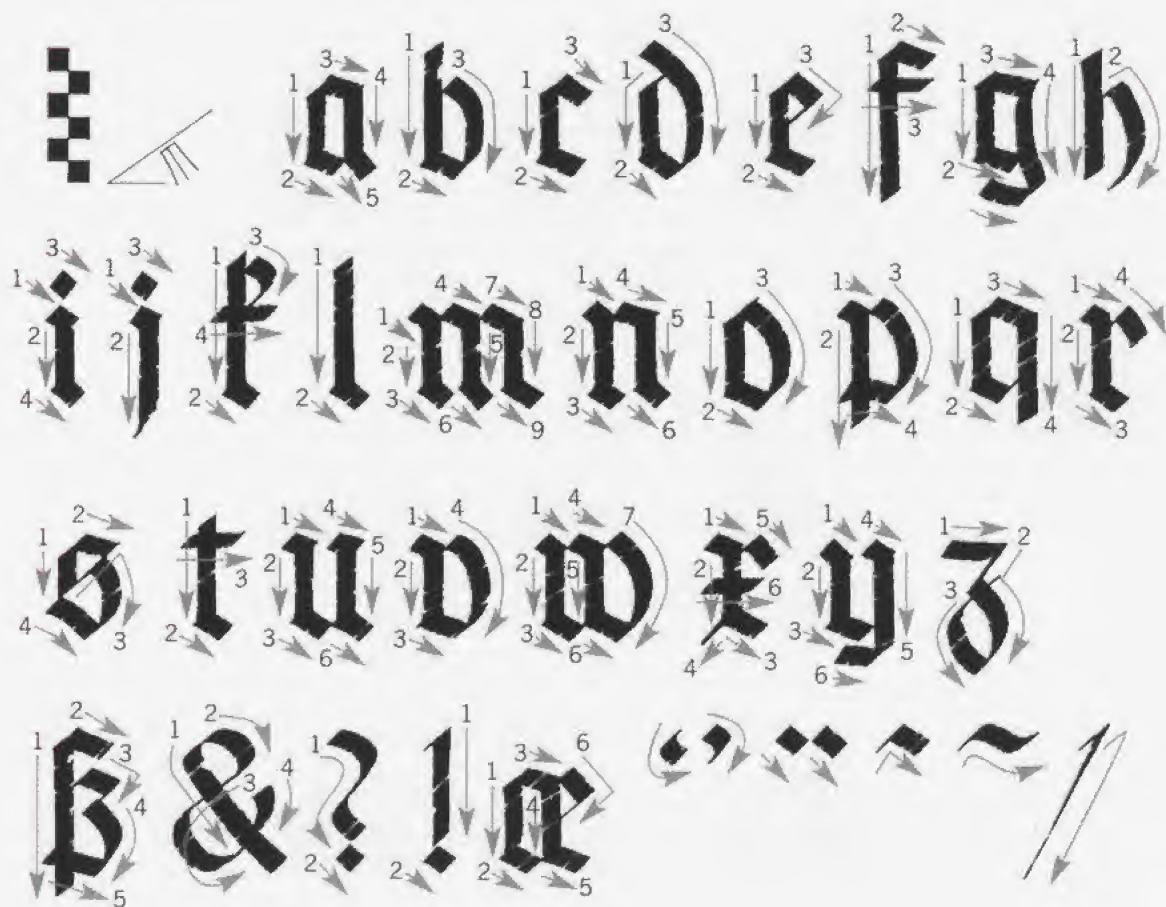 a b c d e f g h
i j k l m n o p q r
s t u v w x y z
ß & ? ! æ ‘ ’ ¨ ^ ~ /